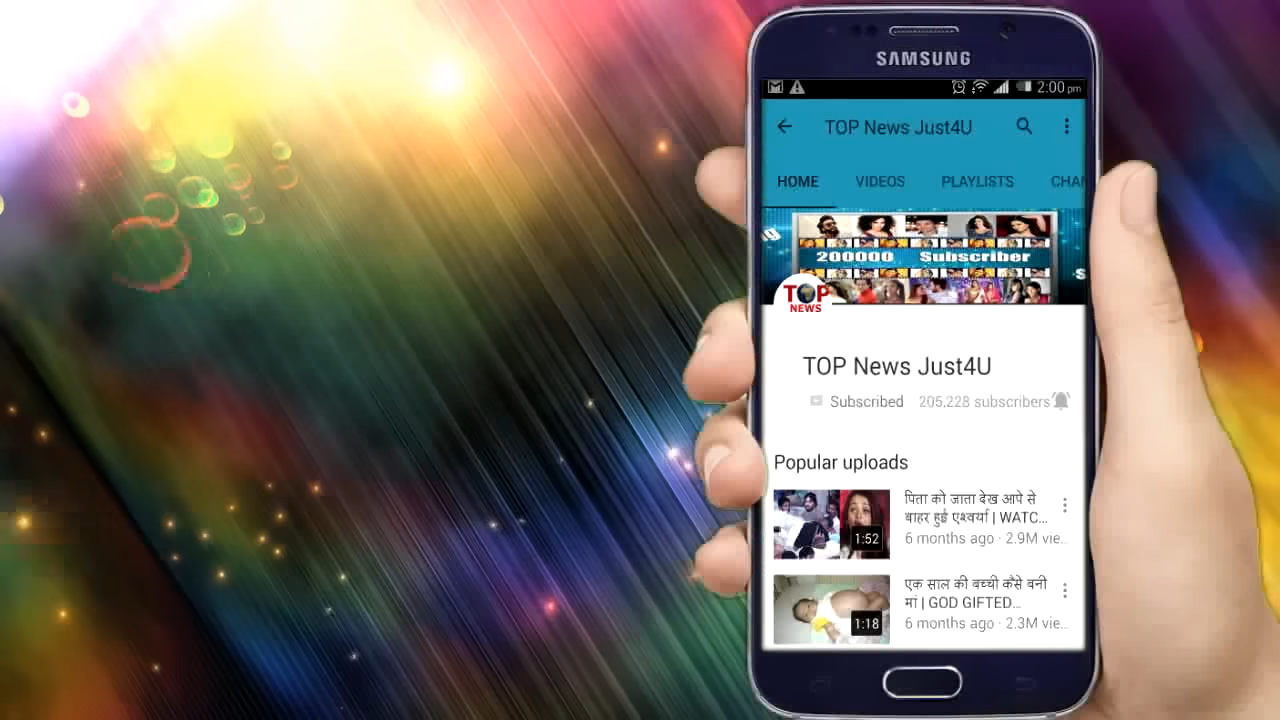 SAMSUNG
2:00 pm
TOP News Just4U
HOME VIDEOS PLAYLISTS CHAN
200000 Subscriber
TOP
NEWS
TOP News Just4U
Subscribed 205,228 subscribers
Popular uploads
पिता को जाता देख आपे से
बाहर हुई एश्वर्या | WATC...
6 months ago · 2.9M vie...
1:52
एक साल की बच्ची कैसे बनी
मां | GOD GIFTED...
6 months ago · 2.3M vie...
1:18